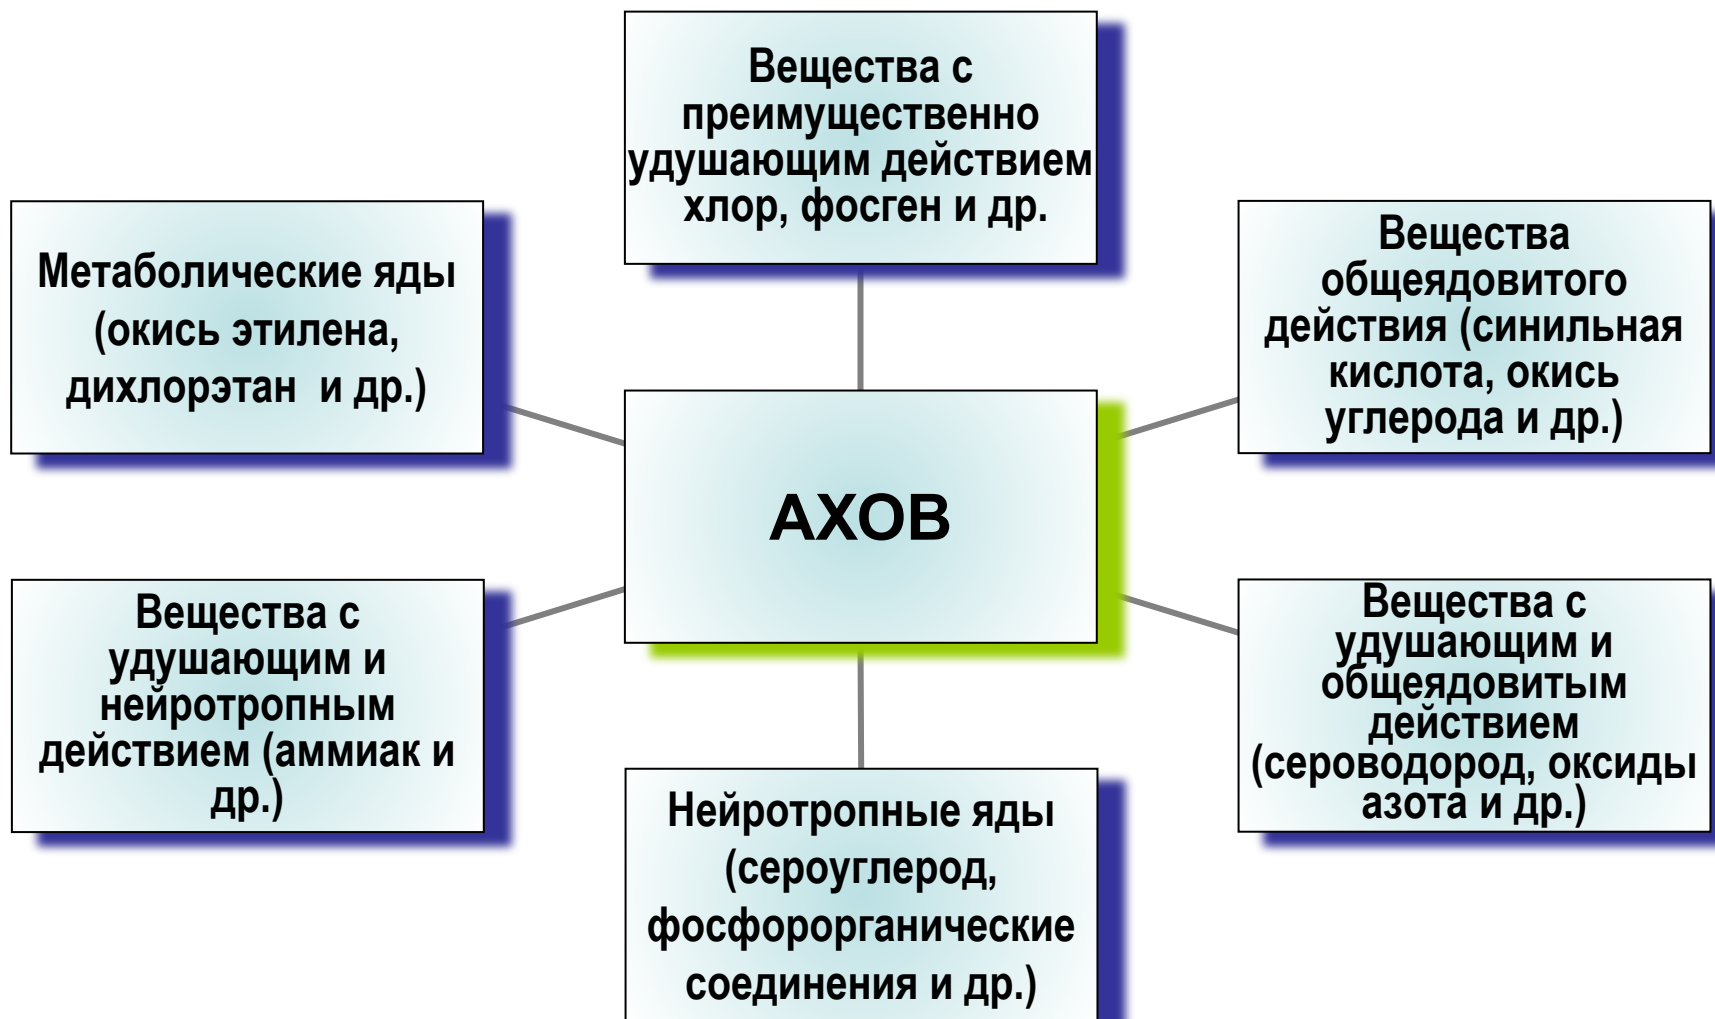 Вещества с
преимущественно
удушающим действием
хлор, фосген и др.
Метаболические яды
(окись этилена,
дихлорэтан и др.)
Вещества
общеядовитого
действия (синильная
кислота, окись
углерода и др.)
АХОВ
Вещества с
удушающим и
нейротропным
действием (аммиак и
др.)
Вещества с
удушающим и
общеядовитым
действием
(сероводород, оксиды
азота и др.)
Нейротропные яды
(сероуглерод,
фосфорорганические
соединения и др.)